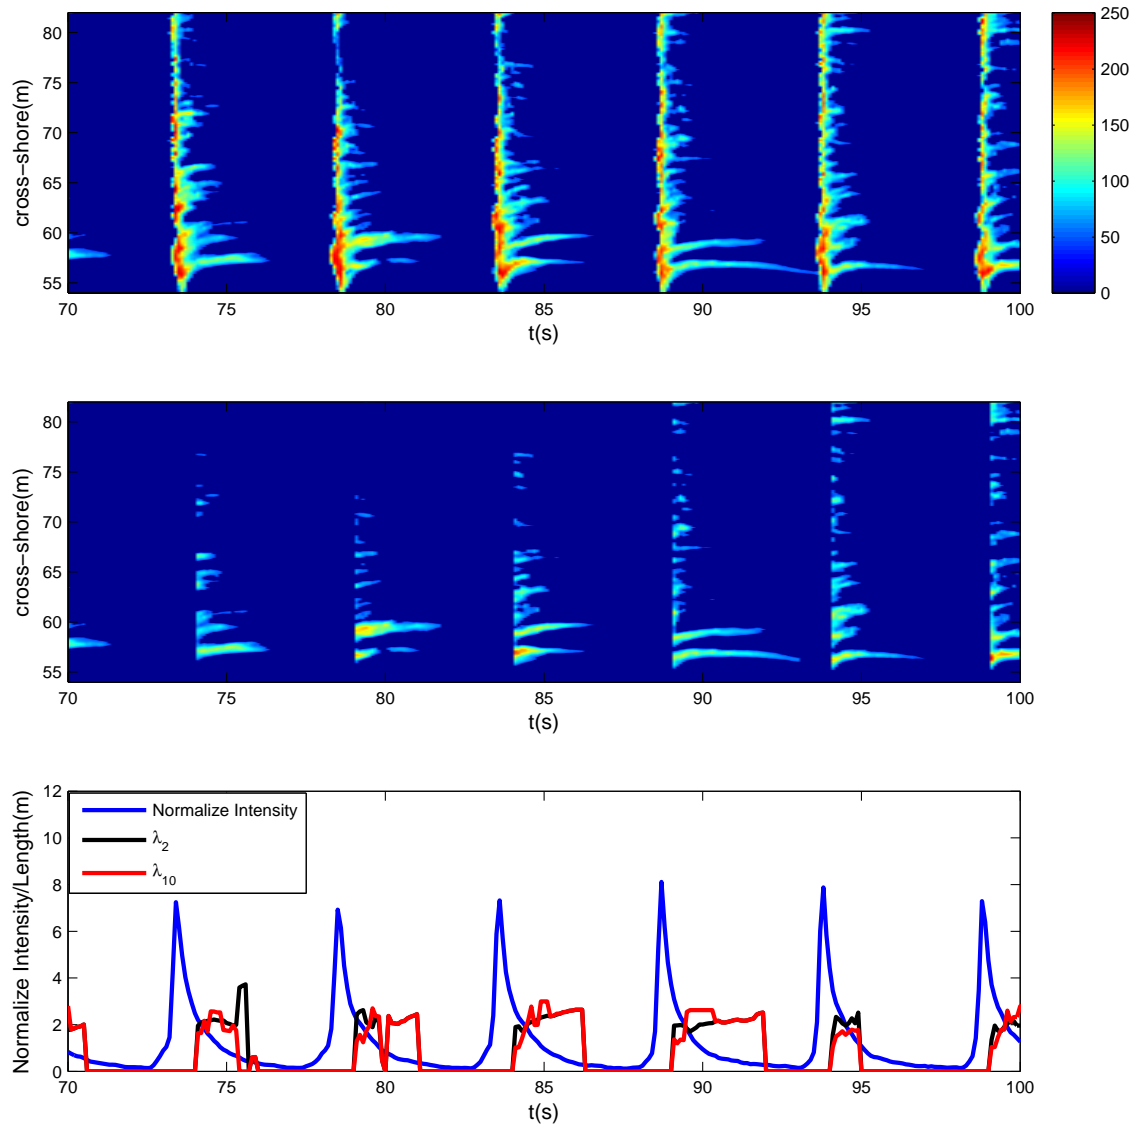 80
75
70
65
60
55
cross−shore(m)
70 75 80 85 90 95 100
t(s)
250
200
150
100
50
0
80
75
70
65
60
55
cross−shore(m)
70 75 80 85 90 95 100
t(s)
12
10
8
6
4
2
0
Normalize Intensity/Length(m)
Normalize Intensity
λ2
λ10
70 75 80 85 90 95 100
t(s)